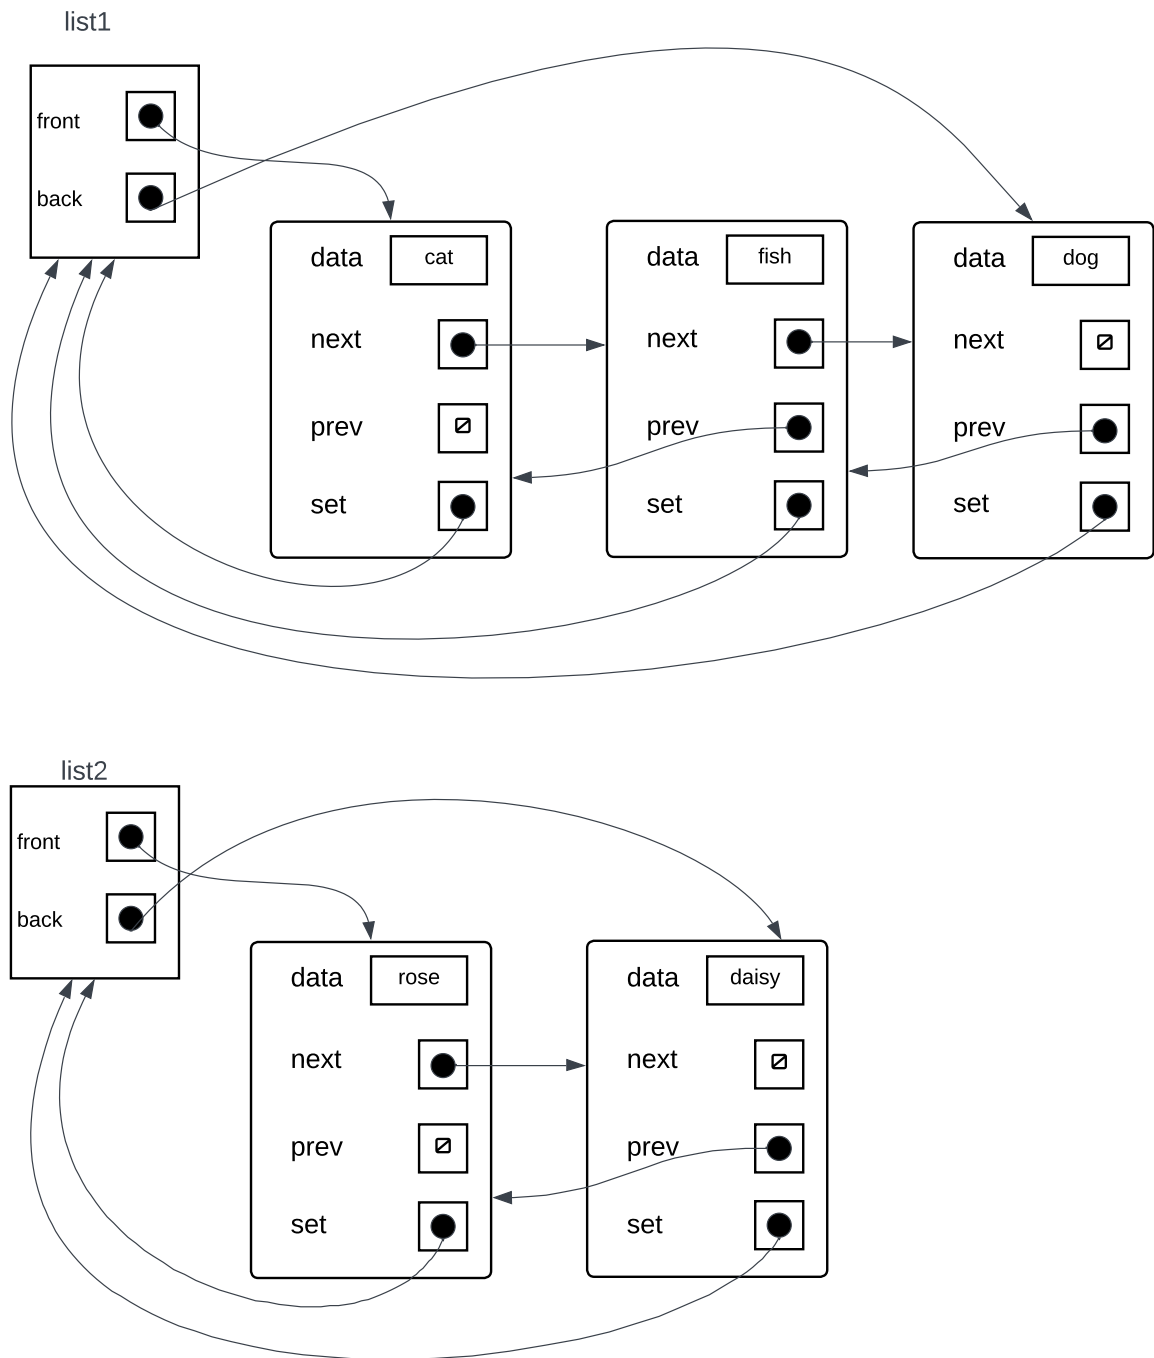 list1
front
back
data cat
next
prev
set
data fish
next
prev
set
data dog
next
prev
set
list2
front
back
data rose
next
prev
set
data daisy
next
prev
set